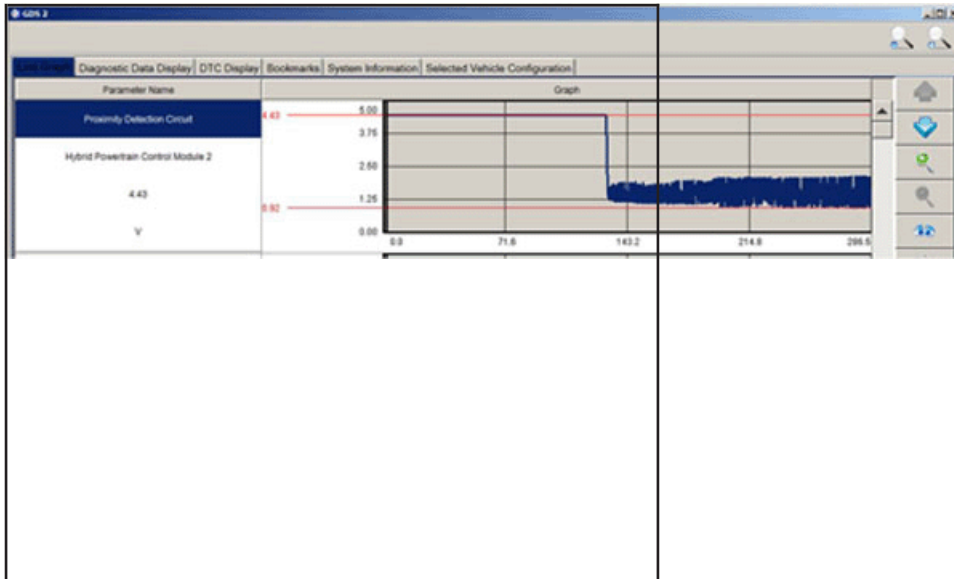 GDS 2
Line Graph Diagnostic Data Display DTC Display Bookmarks System Information Selected Vehicle Configuration
Parameter Name Graph
Proximity Detection Circuit
Hybrid Powertrain Control Module 2
4.43
V
4.43
0.92
5.00
3.75
2.50
1.25
0.00
0.0 71.6 143.2 214.8 286.5